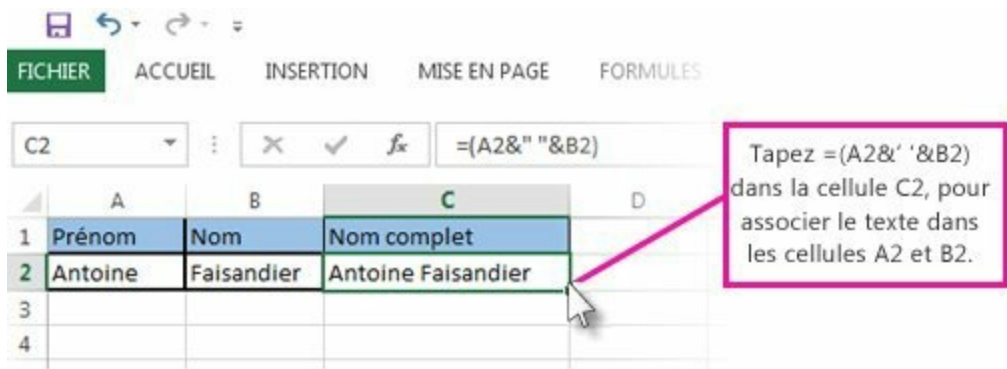 FICHIER ACCUEIL INSERTION MISE EN PAGE FORMULES
C2 fx =(A2&" "&B2)
A B C D
1 Prénom Nom Nom complet
2 Antoine Faisandier Antoine Faisandier
3
4
Tapez =(A2&‘ ‘&B2)
dans la cellule C2, pour
associer le texte dans
les cellules A2 et B2.